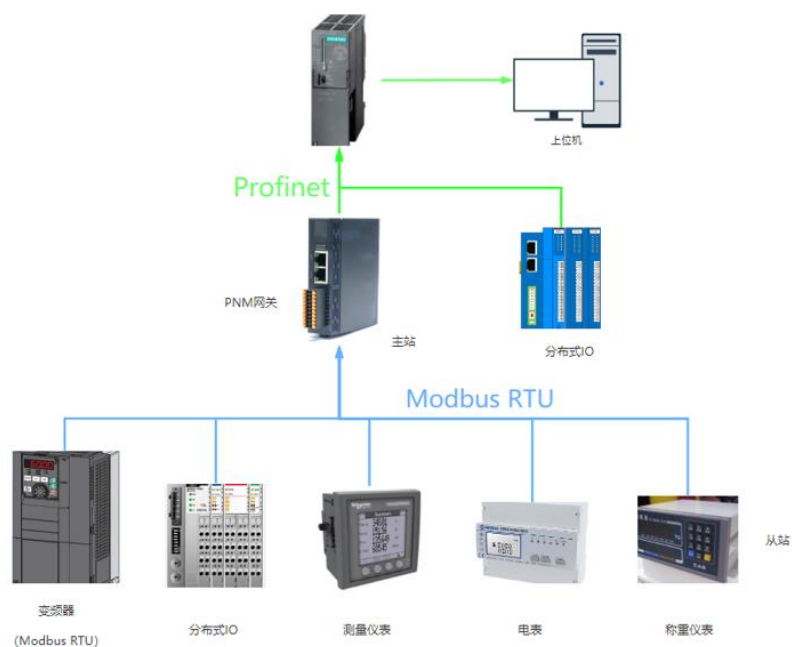 SIEMENS
上位机
Profinet
PNM网关
主站
分布式IO
Modbus RTU
从站
变频器
(Modbus RTU)
分布式IO
测量仪表
电表
称重仪表